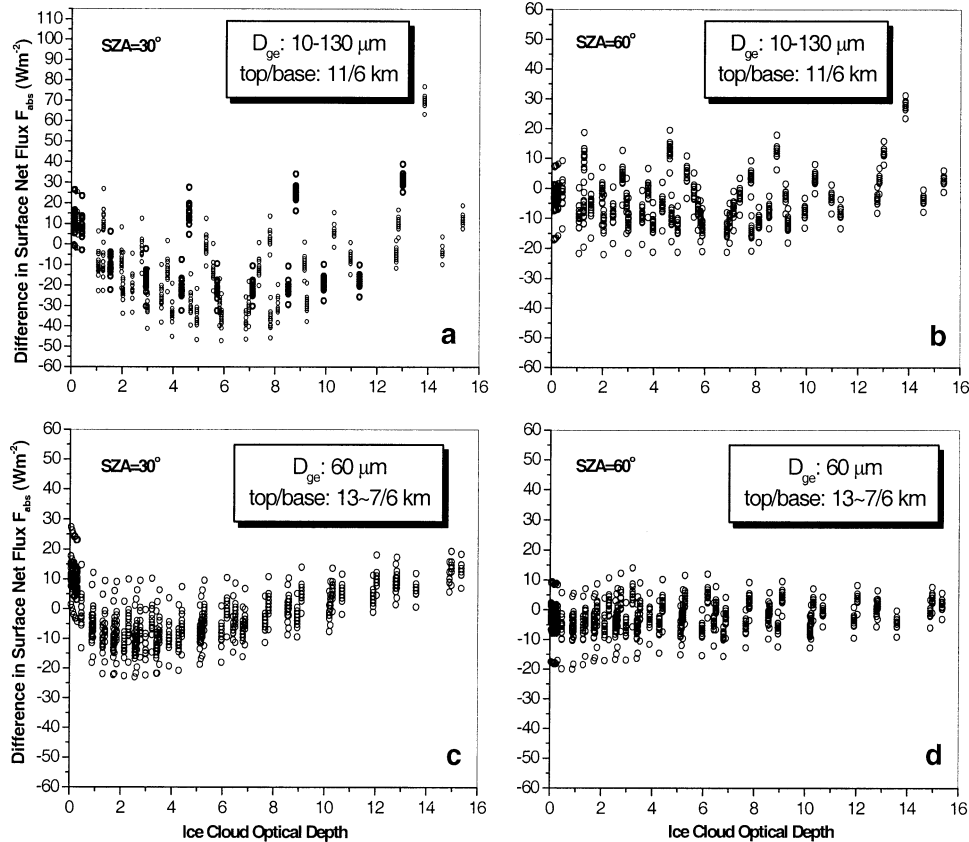 110
100
90
80
70
60
50
40
30
20
10
0
-10
-20
-30
-40
-50
-60
Difference in Surface Net Flux F_abs (Wm^-2)
SZA=30°
D_ge: 10-130 μm
top/base: 11/6 km
a
0 2 4 6 8 10 12 14 16
60
50
40
30
20
10
0
-10
-20
-30
-40
-50
-60
SZA=60°
D_ge: 10-130 μm
top/base: 11/6 km
b
0 2 4 6 8 10 12 14 16
60
50
40
30
20
10
0
-10
-20
-30
-40
-50
-60
Difference in Surface Net Flux F_abs (Wm^-2)
SZA=30°
D_ge: 60 μm
top/base: 13~7/6 km
c
0 2 4 6 8 10 12 14 16
Ice Cloud Optical Depth
60
50
40
30
20
10
0
-10
-20
-30
-40
-50
-60
SZA=60°
D_ge: 60 μm
top/base: 13~7/6 km
d
0 2 4 6 8 10 12 14 16
Ice Cloud Optical Depth